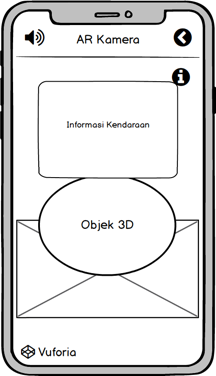 AR Kamera
Informasi Kendaraan
Objek 3D
Vuforia